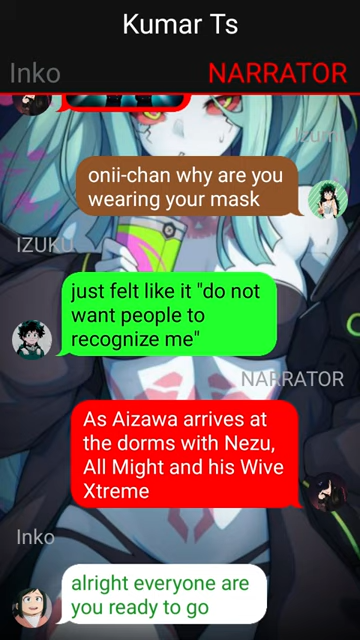 Kumar Ts
Inko
NARRATOR
Izumi
onii-chan why are you
wearing your mask
IZUKU
just felt like it "do not
want people to
recognize me"
NARRATOR
As Aizawa arrives at
the dorms with Nezu,
All Might and his Wive
Xtreme
Inko
alright everyone are
you ready to go